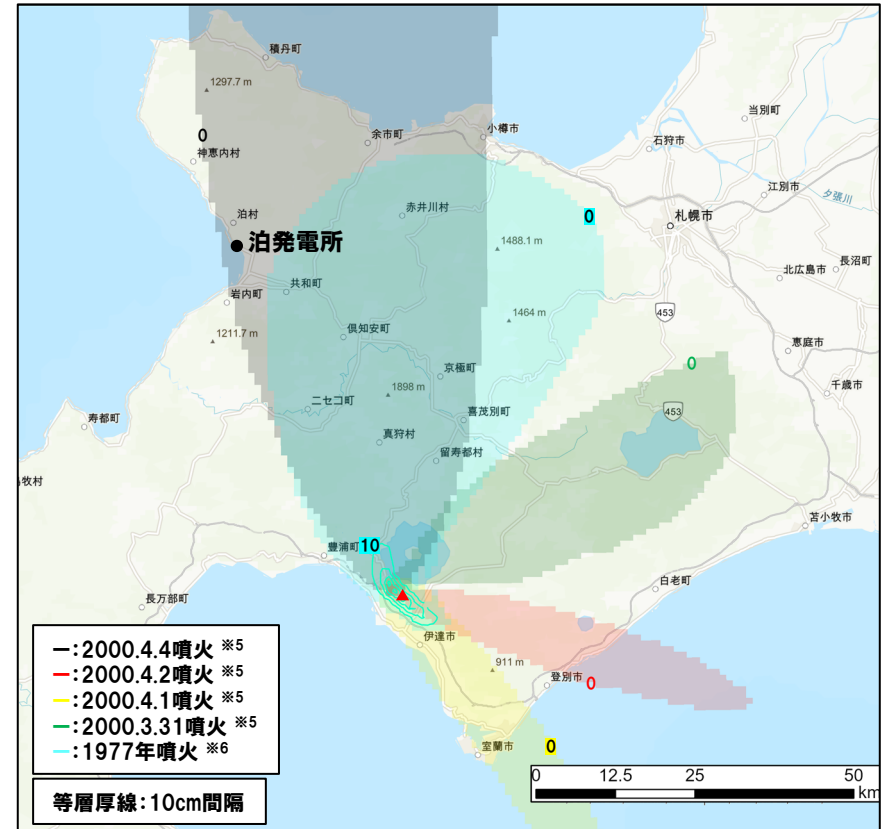 積丹町
1297.7 m
当別町
小樽市
余市町
石狩市
0
神恵内村
江別市
夕張川
赤井川村
0
泊村
札幌市
泊発電所
1488.1 m
長沼町
北広島市
共和町
岩内町
453
1464 m
倶知安町
1211.7 m
恵庭市
0
京極町
1898 m
千歳市
ニセコ町
453
喜茂別町
寿都町
真狩村
留寿都村
牧村
苫小牧市
豊浦町
10
白老町
長万部町
伊達市
911 m
登別市
0
室蘭市
0
ー:2000.4.4噴火 ※5
ー:2000.4.2噴火 ※5
ー:2000.4.1噴火 ※5
ー:2000.3.31噴火 ※5
ー:1977年噴火 ※6
等層厚線:10cm間隔
0 12.5 25 50
km